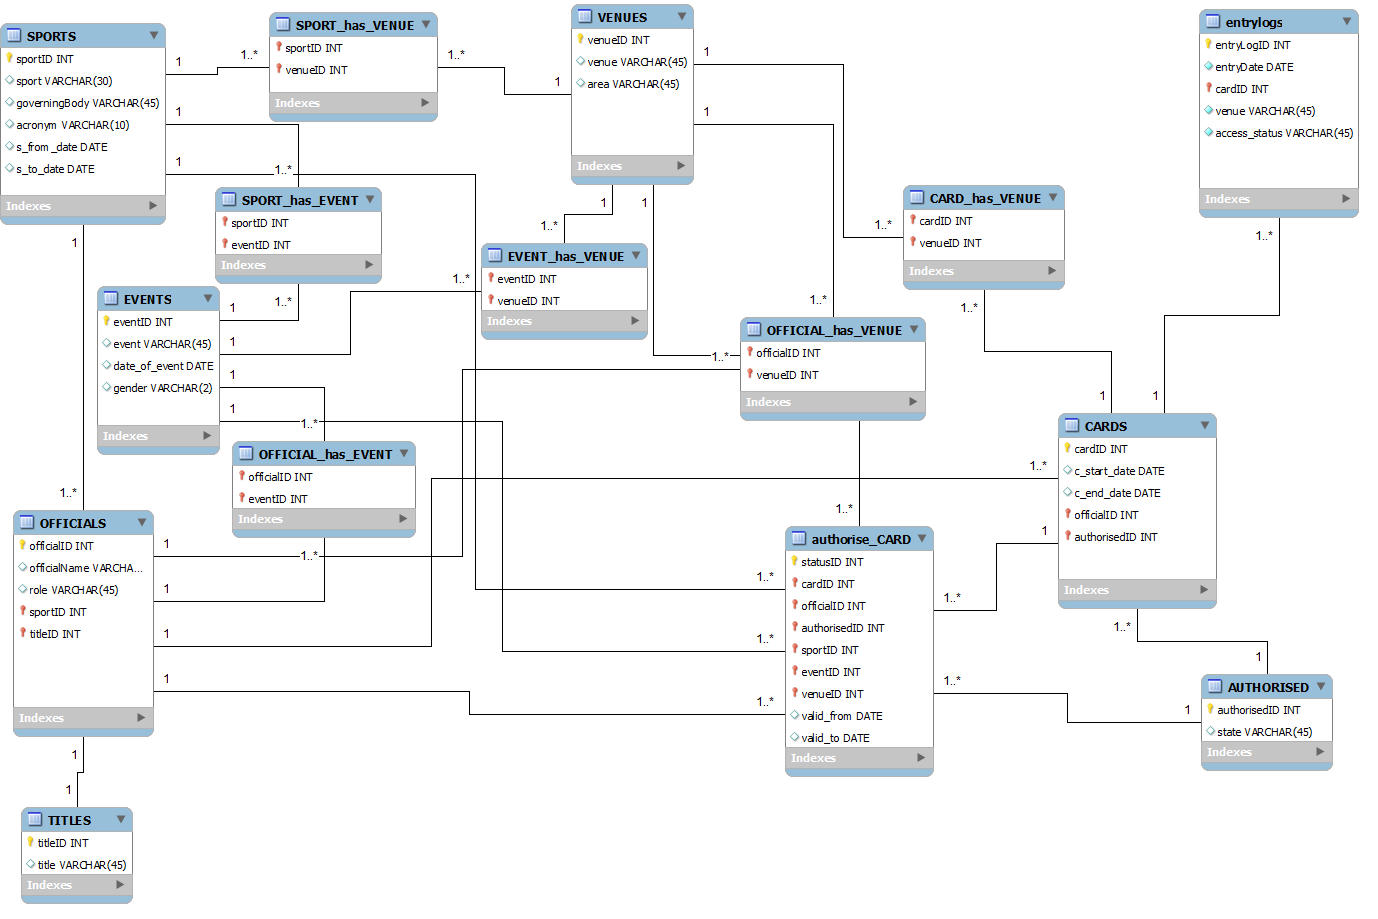 SPORTS
sportID INT
sport VARCHAR(30)
governingBody VARCHAR(45)
acronym VARCHAR(10)
s_from_date DATE
s_to_date DATE
Indexes
SPORT_has_VENUE
sportID INT
venueID INT
Indexes
VENUES
venueID INT
venue VARCHAR(45)
area VARCHAR(45)
Indexes
entrylogs
entryLogID INT
entryDate DATE
cardID INT
venue VARCHAR(45)
access_status VARCHAR(45)
Indexes
1
1..*
1..*
1
1
1
1
1
1..*
SPORT_has_EVENT
sportID INT
eventID INT
Indexes
1
1..*
1
EVENT_has_VENUE
eventID INT
venueID INT
Indexes
CARD_has_VENUE
cardID INT
venueID INT
Indexes
1..*
1..*
1
EVENTS
eventID INT
event VARCHAR(45)
date_of_event DATE
gender VARCHAR(2)
Indexes
1..*
1..*
1..*
1..*
1
1
1
1
OFFICIAL_has_VENUE
officialID INT
venueID INT
Indexes
1..*
1
1
1..*
OFFICIAL_has_EVENT
officialID INT
eventID INT
Indexes
CARDS
cardID INT
c_start_date DATE
c_end_date DATE
officialID INT
authorisedID INT
Indexes
1..*
1..*
1..*
OFFICIALS
officialID INT
officialName VARCHA...
role VARCHAR(45)
sportID INT
titleID INT
Indexes
1
1..*
1
1
1
authorise_CARD
statusID INT
cardID INT
officialID INT
authorisedID INT
sportID INT
eventID INT
venueID INT
valid_from DATE
valid_to DATE
Indexes
1..*
1..*
1..*
1
1..*
1..*
1..*
1
1
AUTHORISED
authorisedID INT
state VARCHAR(45)
Indexes
1
1
TITLES
titleID INT
title VARCHAR(45)
Indexes